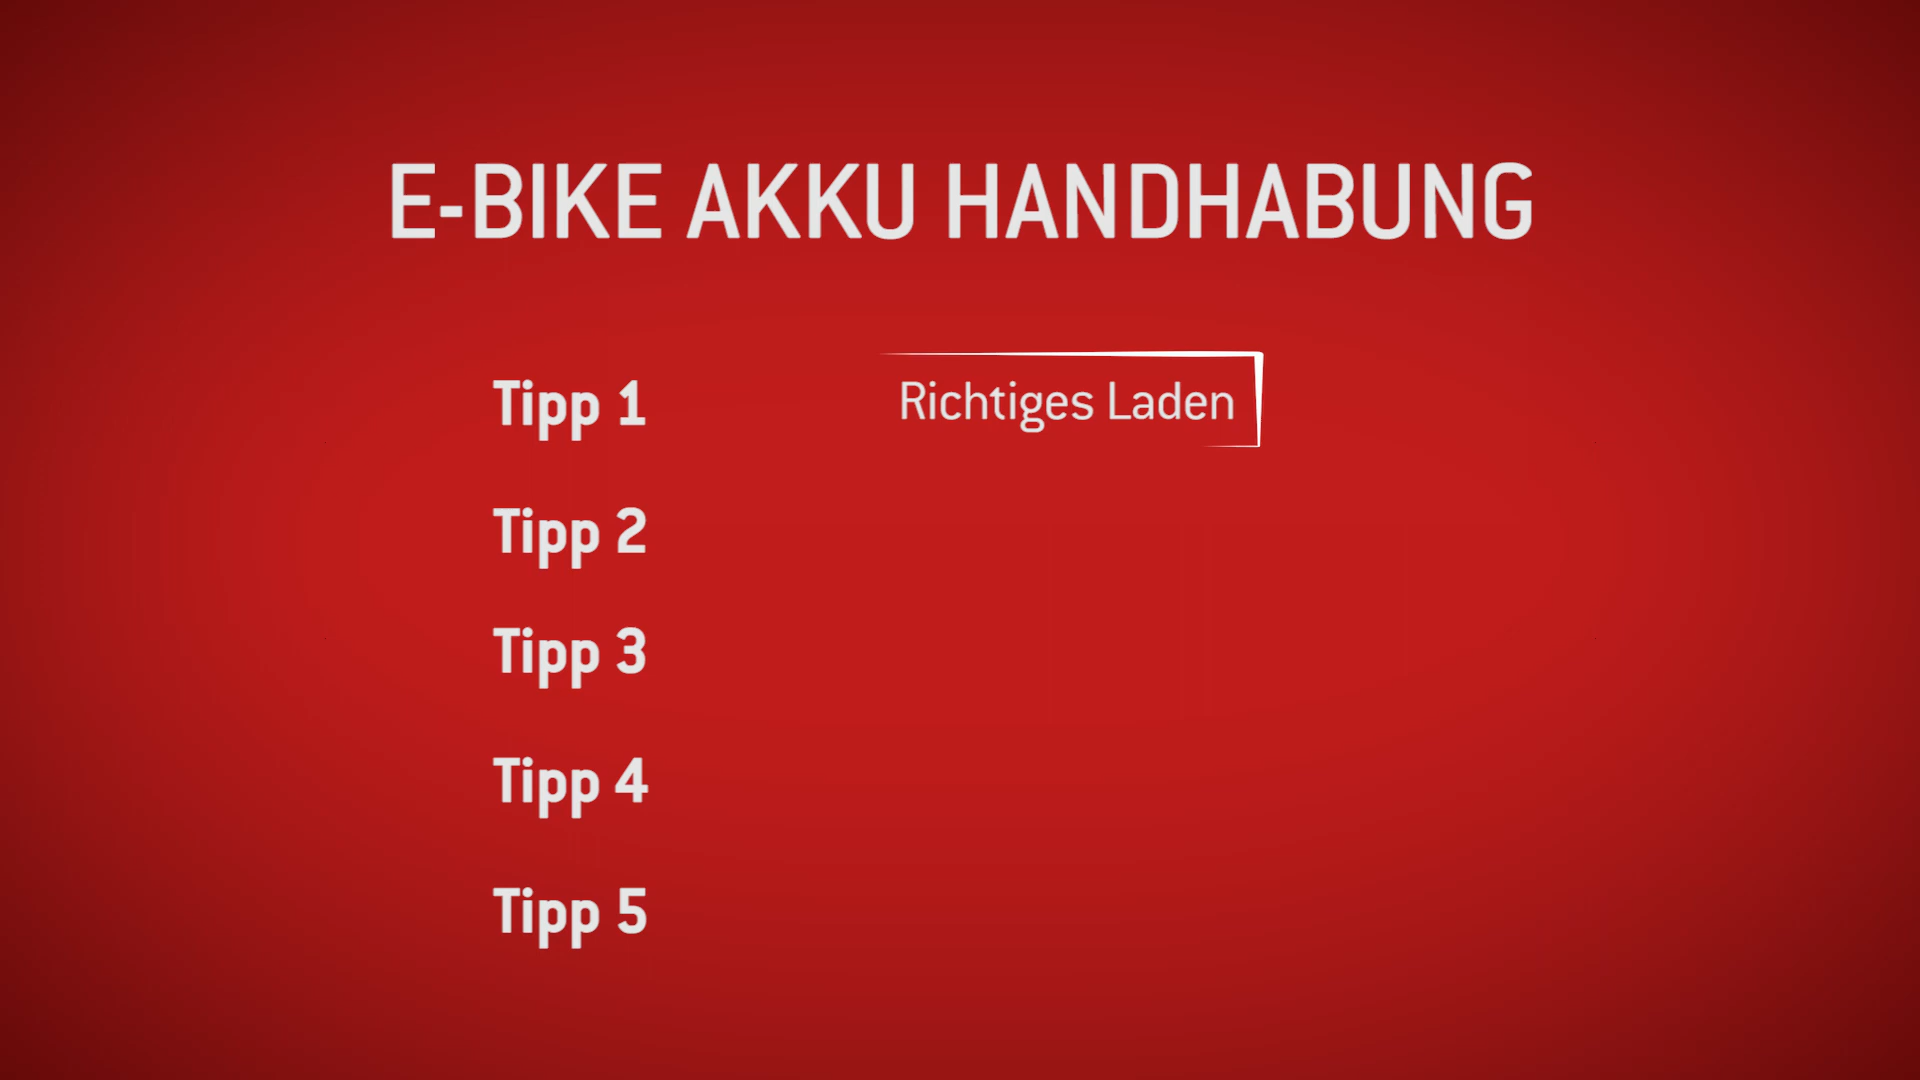 E-BIKE AKKU HANDHABUNG
Tipp 1 Richtiges Laden
Tipp 2
Tipp 3
Tipp 4
Tipp 5